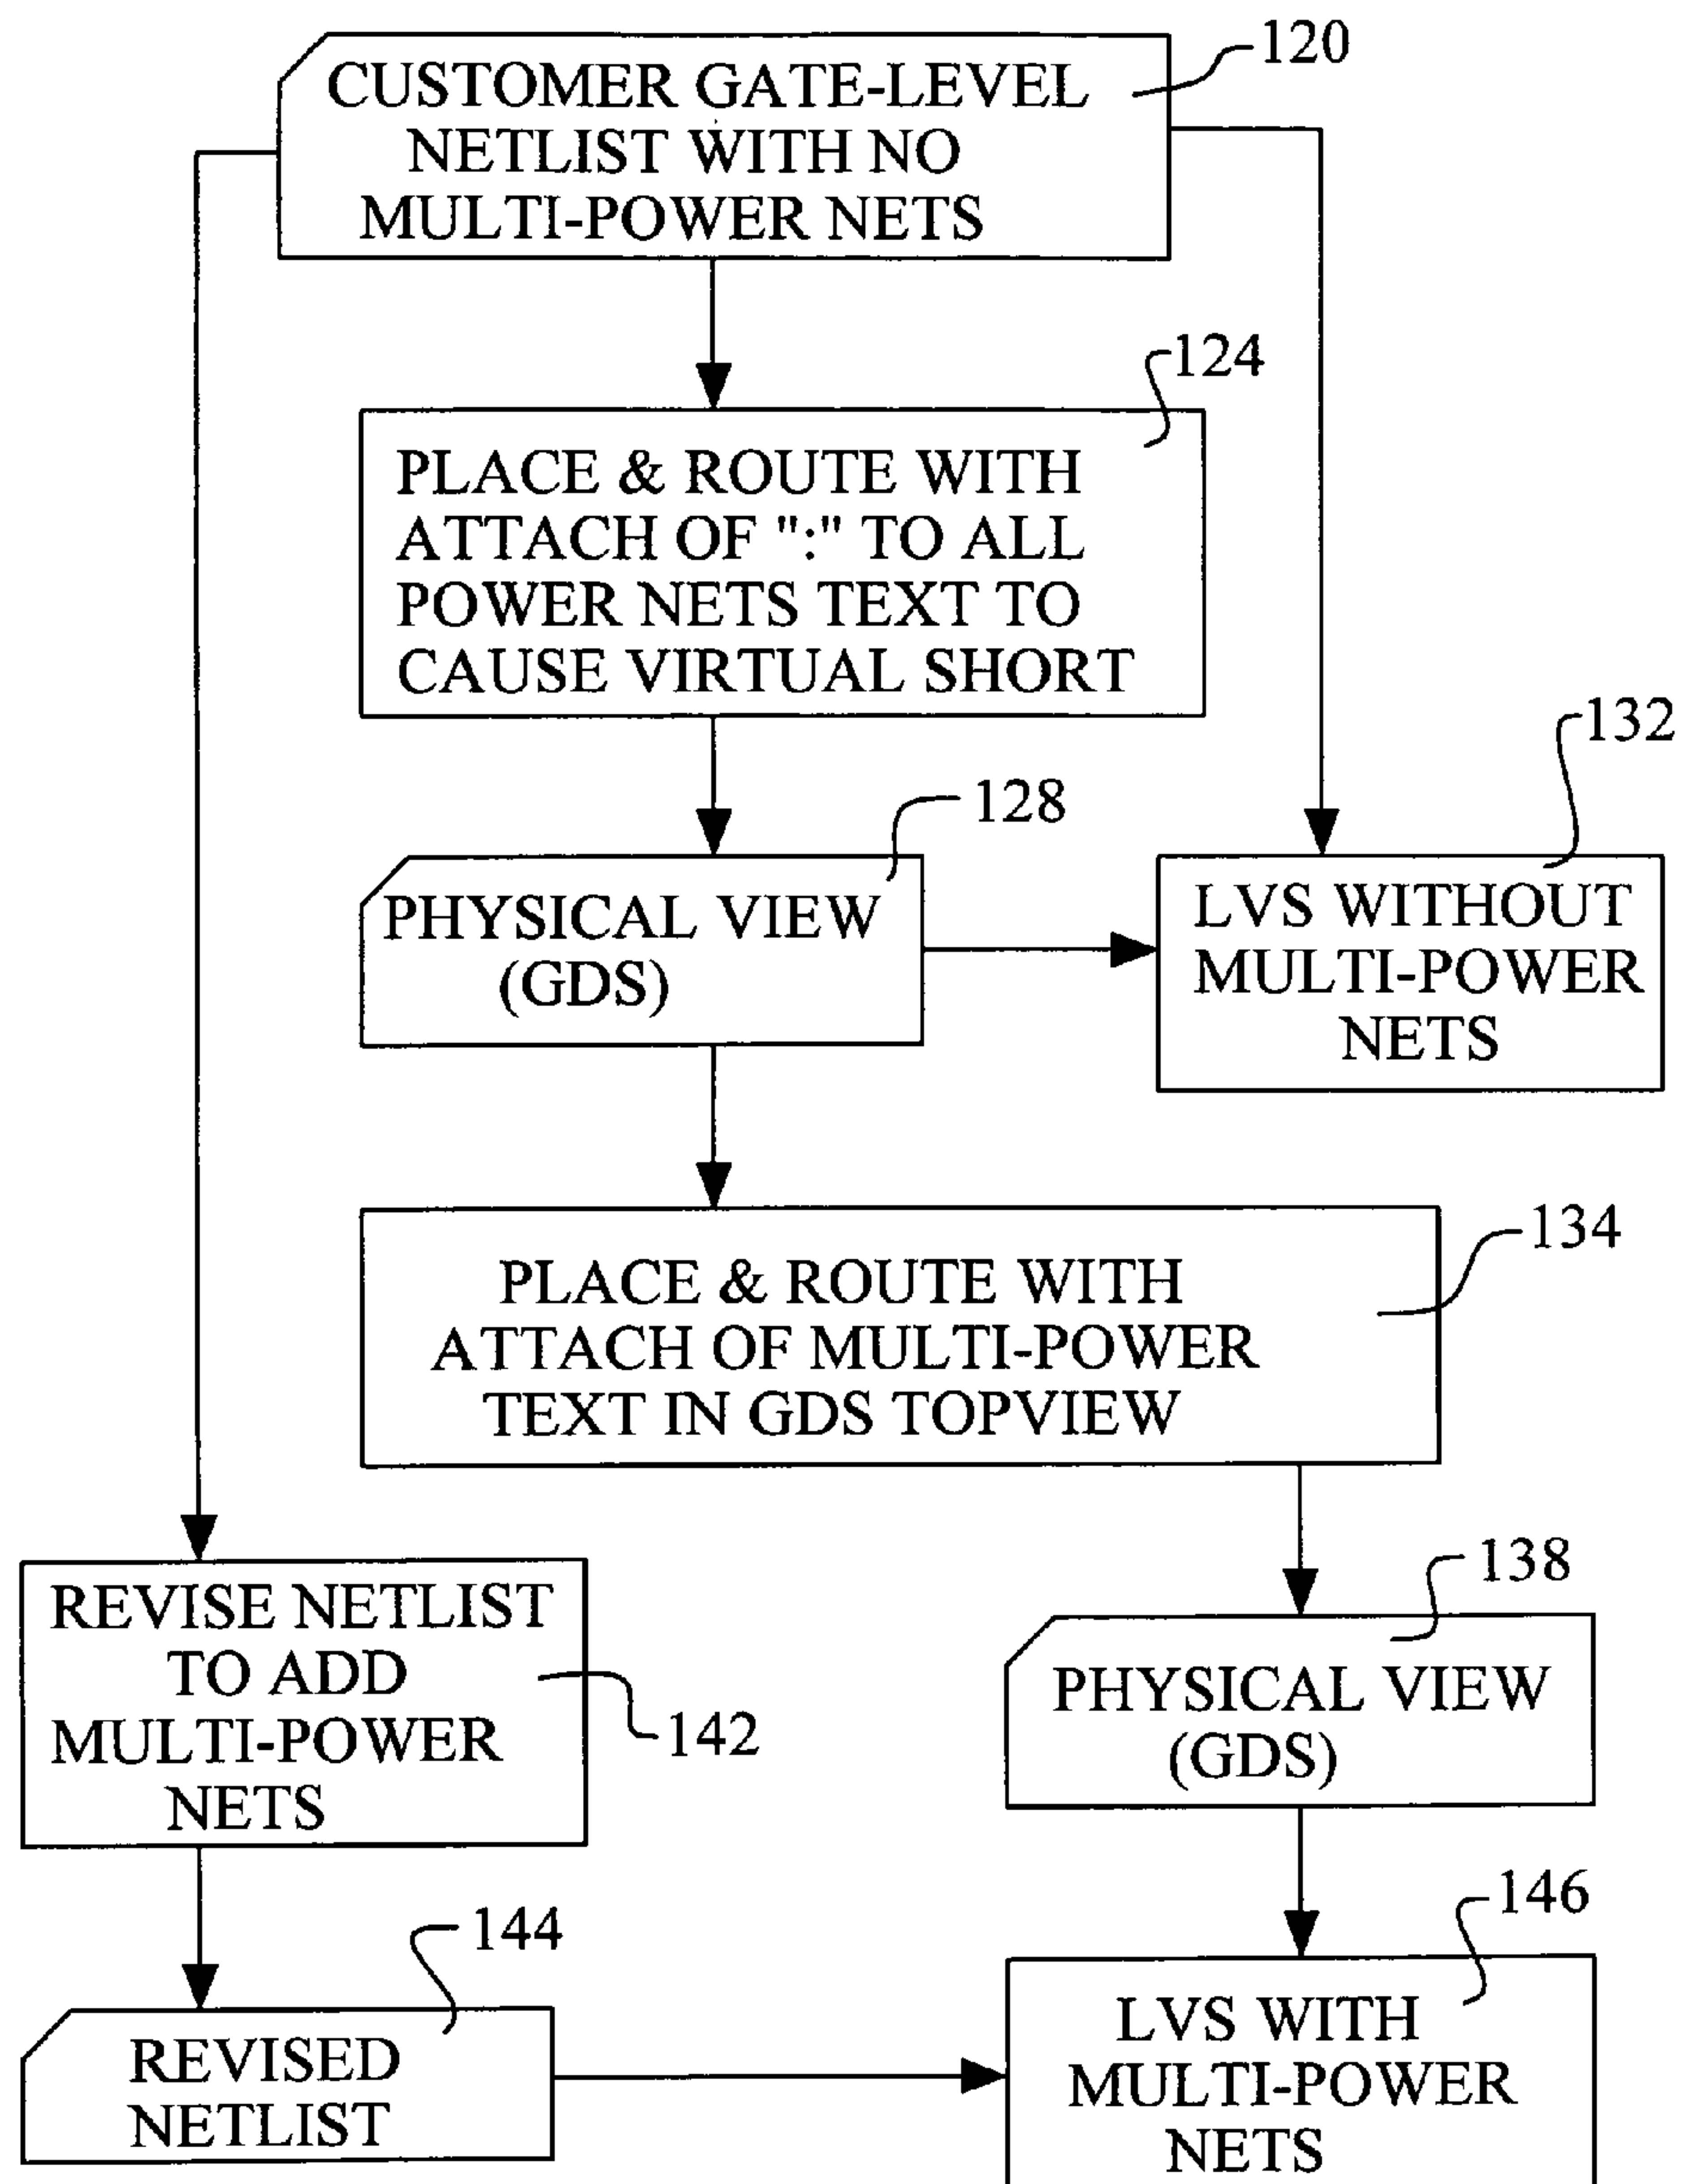 120
CUSTOMER GATE-LEVEL
NETLIST WITH NO
MULTI-POWER NETS
124
PLACE & ROUTE WITH
ATTACH OF ":" TO ALL
POWER NETS TEXT TO
CAUSE VIRTUAL SHORT
132
128
PHYSICAL VIEW
(GDS)
LVS WITHOUT
MULTI-POWER
NETS
134
PLACE & ROUTE WITH
ATTACH OF MULTI-POWER
TEXT IN GDS TOPVIEW
138
REVISE NETLIST
TO ADD
MULTI-POWER
NETS
142
PHYSICAL VIEW
(GDS)
144
REVISED
NETLIST
146
LVS WITH
MULTI-POWER
NETS